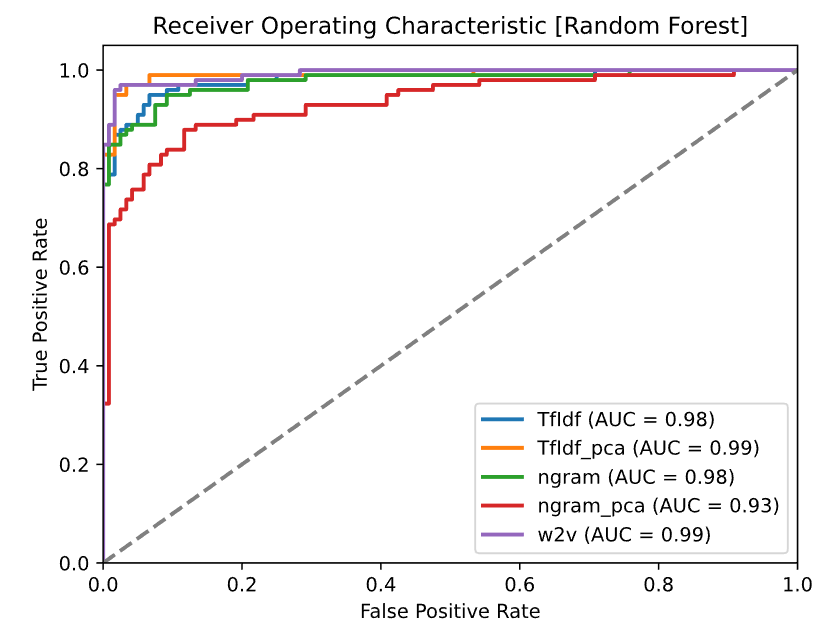 Receiver Operating Characteristic [Random Forest]
1.0
0.8
0.6
0.4
0.2
0.0
True Positive Rate
TfIdf (AUC = 0.98)
TfIdf_pca (AUC = 0.99)
ngram (AUC = 0.98)
ngram_pca (AUC = 0.93)
w2v (AUC = 0.99)
0.0 0.2 0.4 0.6 0.8 1.0
False Positive Rate